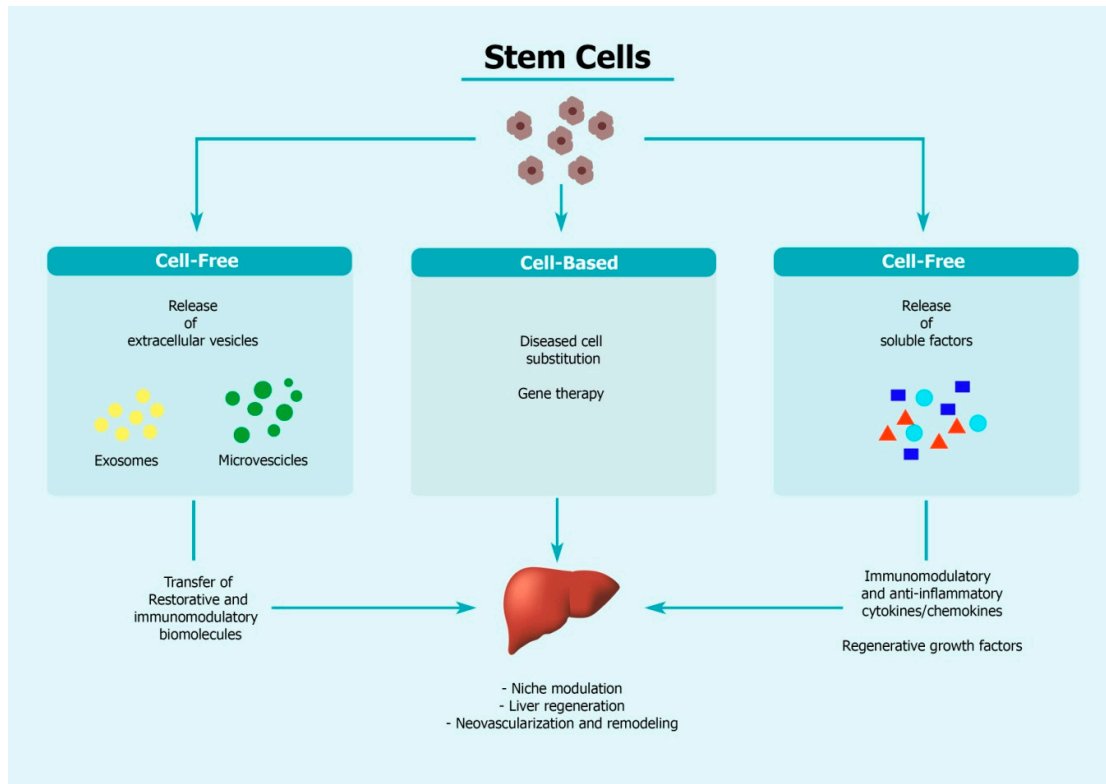 Stem Cells
Cell-Free
Release
of
extracellular vesicles
Exosomes
Microvescicles
Transfer of
Restorative and
immunomodulatory
biomolecules
Cell-Based
Diseased cell
substitution
Gene therapy
- Niche modulation
- Liver regeneration
- Neovascularization and remodeling
Cell-Free
Release
of
soluble factors
Immunomodulatory
and anti-inflammatory
cytokines/chemokines
Regenerative growth factors